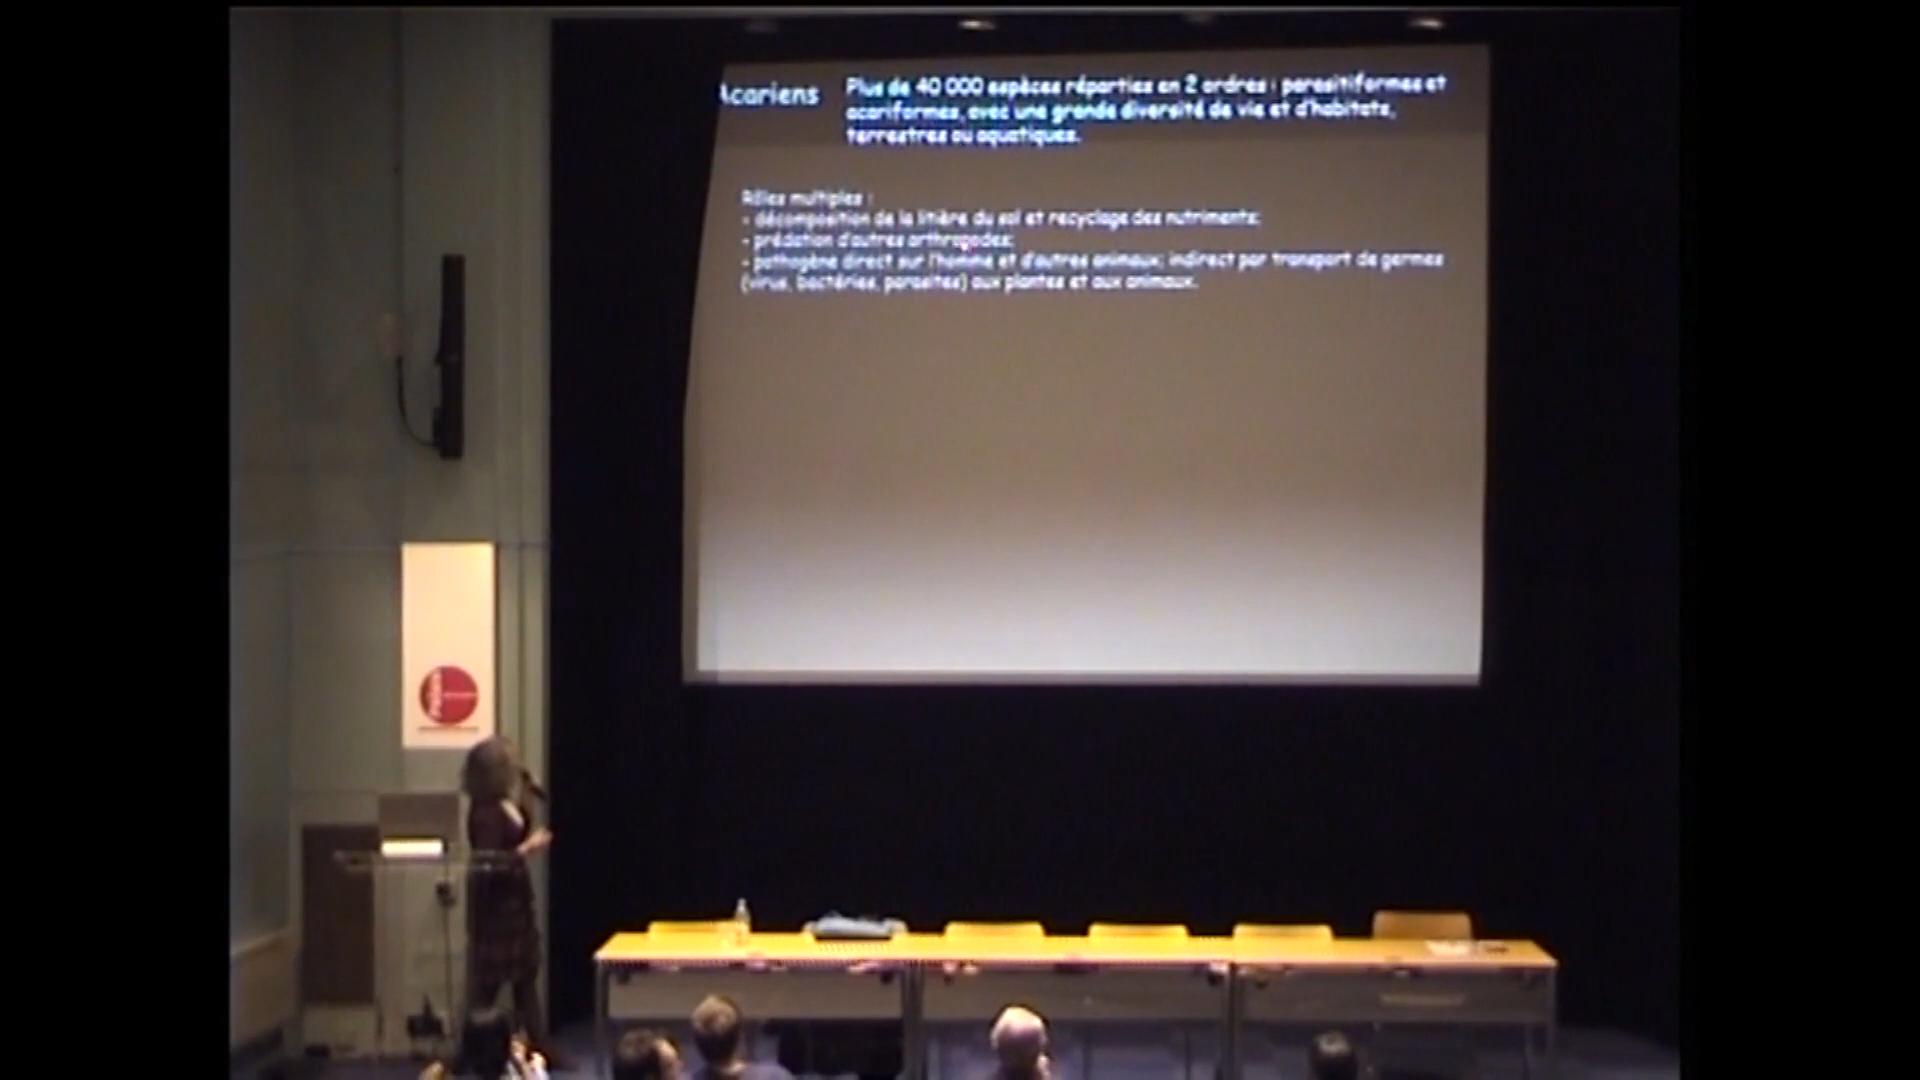 Acariens
Plus de 40 000 espèces réparties en 2 ordres : parasitiformes et
acariformes, avec une grande diversité de vie et d'habitats,
terrestres ou aquatiques.
Rôles multiples :
- décomposition de la litière du sol et recyclage des nutriments;
- prédation d'autres arthropodes;
- pathogène direct sur l'homme et d'autres animaux; indirect par transport de germes
(virus, bactéries, parasites) aux plantes et aux animaux.